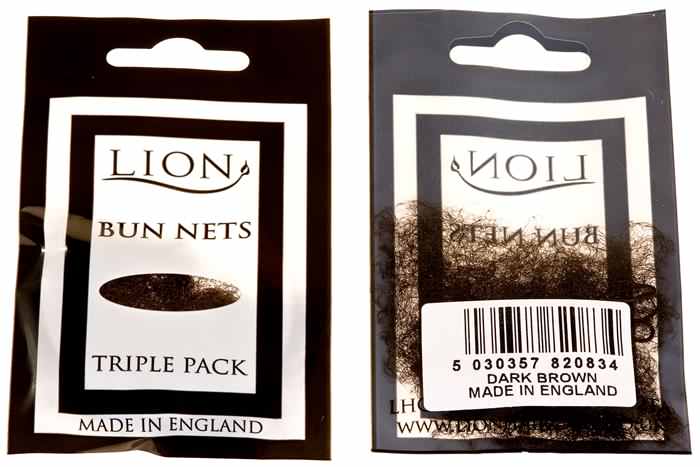 LION
BUN NETS
TRIPLE PACK
MADE IN ENGLAND
LION
BUN NETS
5 030357 820834
DARK BROWN
MADE IN ENGLAND